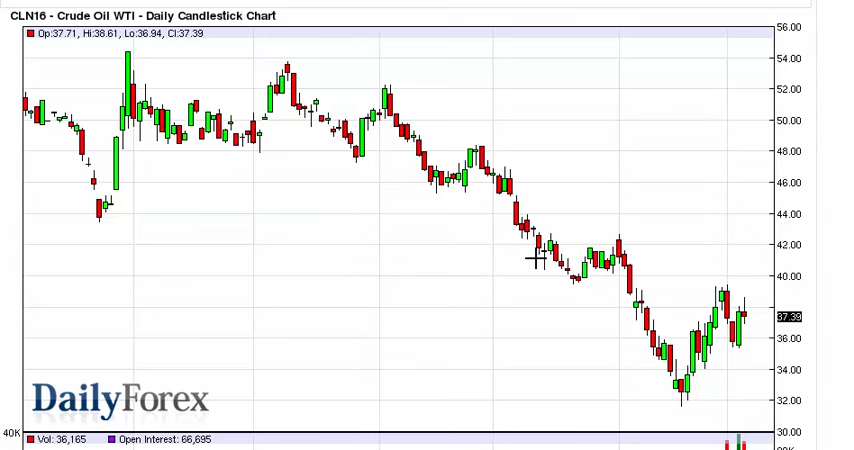 CLN16 - Crude Oil WTI - Daily Candlestick Chart
Op:37.71, Hi:38.61, Lo:36.94, Cl:37.39
56.00
54.00
52.00
50.00
48.00
46.00
44.00
42.00
40.00
37.39
36.00
34.00
32.00
30.00
DailyForex
40K
Vol: 36,165 Open Interest: 66,695